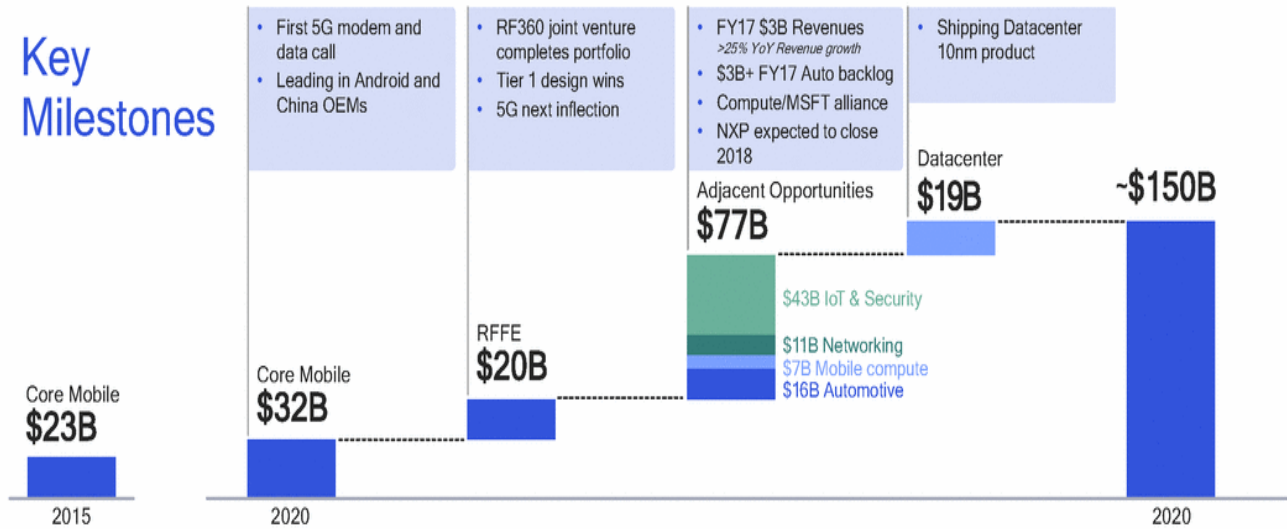 Key
Milestones
• First 5G modem and
data call
• Leading in Android and
China OEMs
• RF360 joint venture
completes portfolio
• Tier 1 design wins
• 5G next inflection
• FY17 $3B Revenues
>25% YoY Revenue growth
• $3B+ FY17 Auto backlog
• Compute/MSFT alliance
• NXP expected to close
2018
• Shipping Datacenter
10nm product
Core Mobile
$23B
Core Mobile
$32B
RFFE
$20B
Adjacent Opportunities
$77B
$43B IoT & Security
$11B Networking
$7B Mobile compute
$16B Automotive
Datacenter
$19B
~$150B
2015
2020
2020